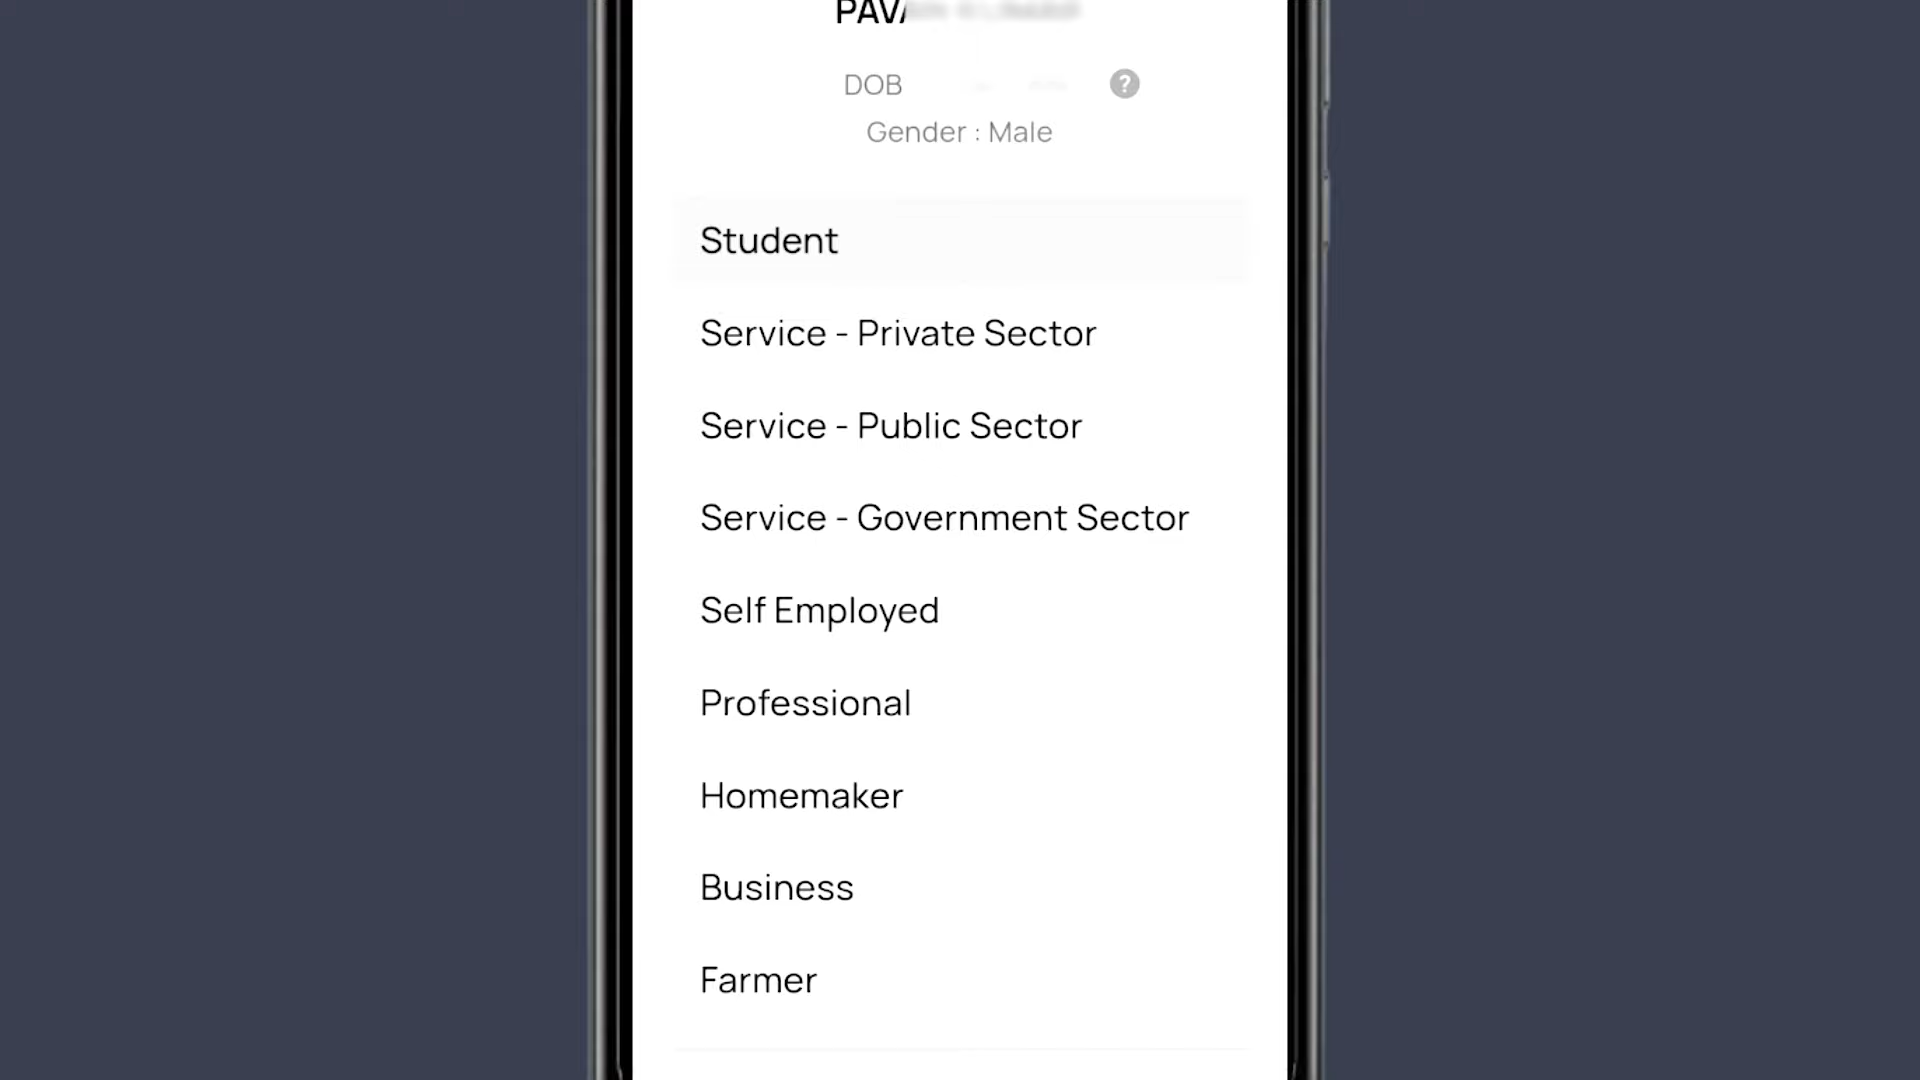 DOB
?
Gender : Male
Student
Service - Private Sector
Service - Public Sector
Service - Government Sector
Self Employed
Professional
Homemaker
Business
Farmer